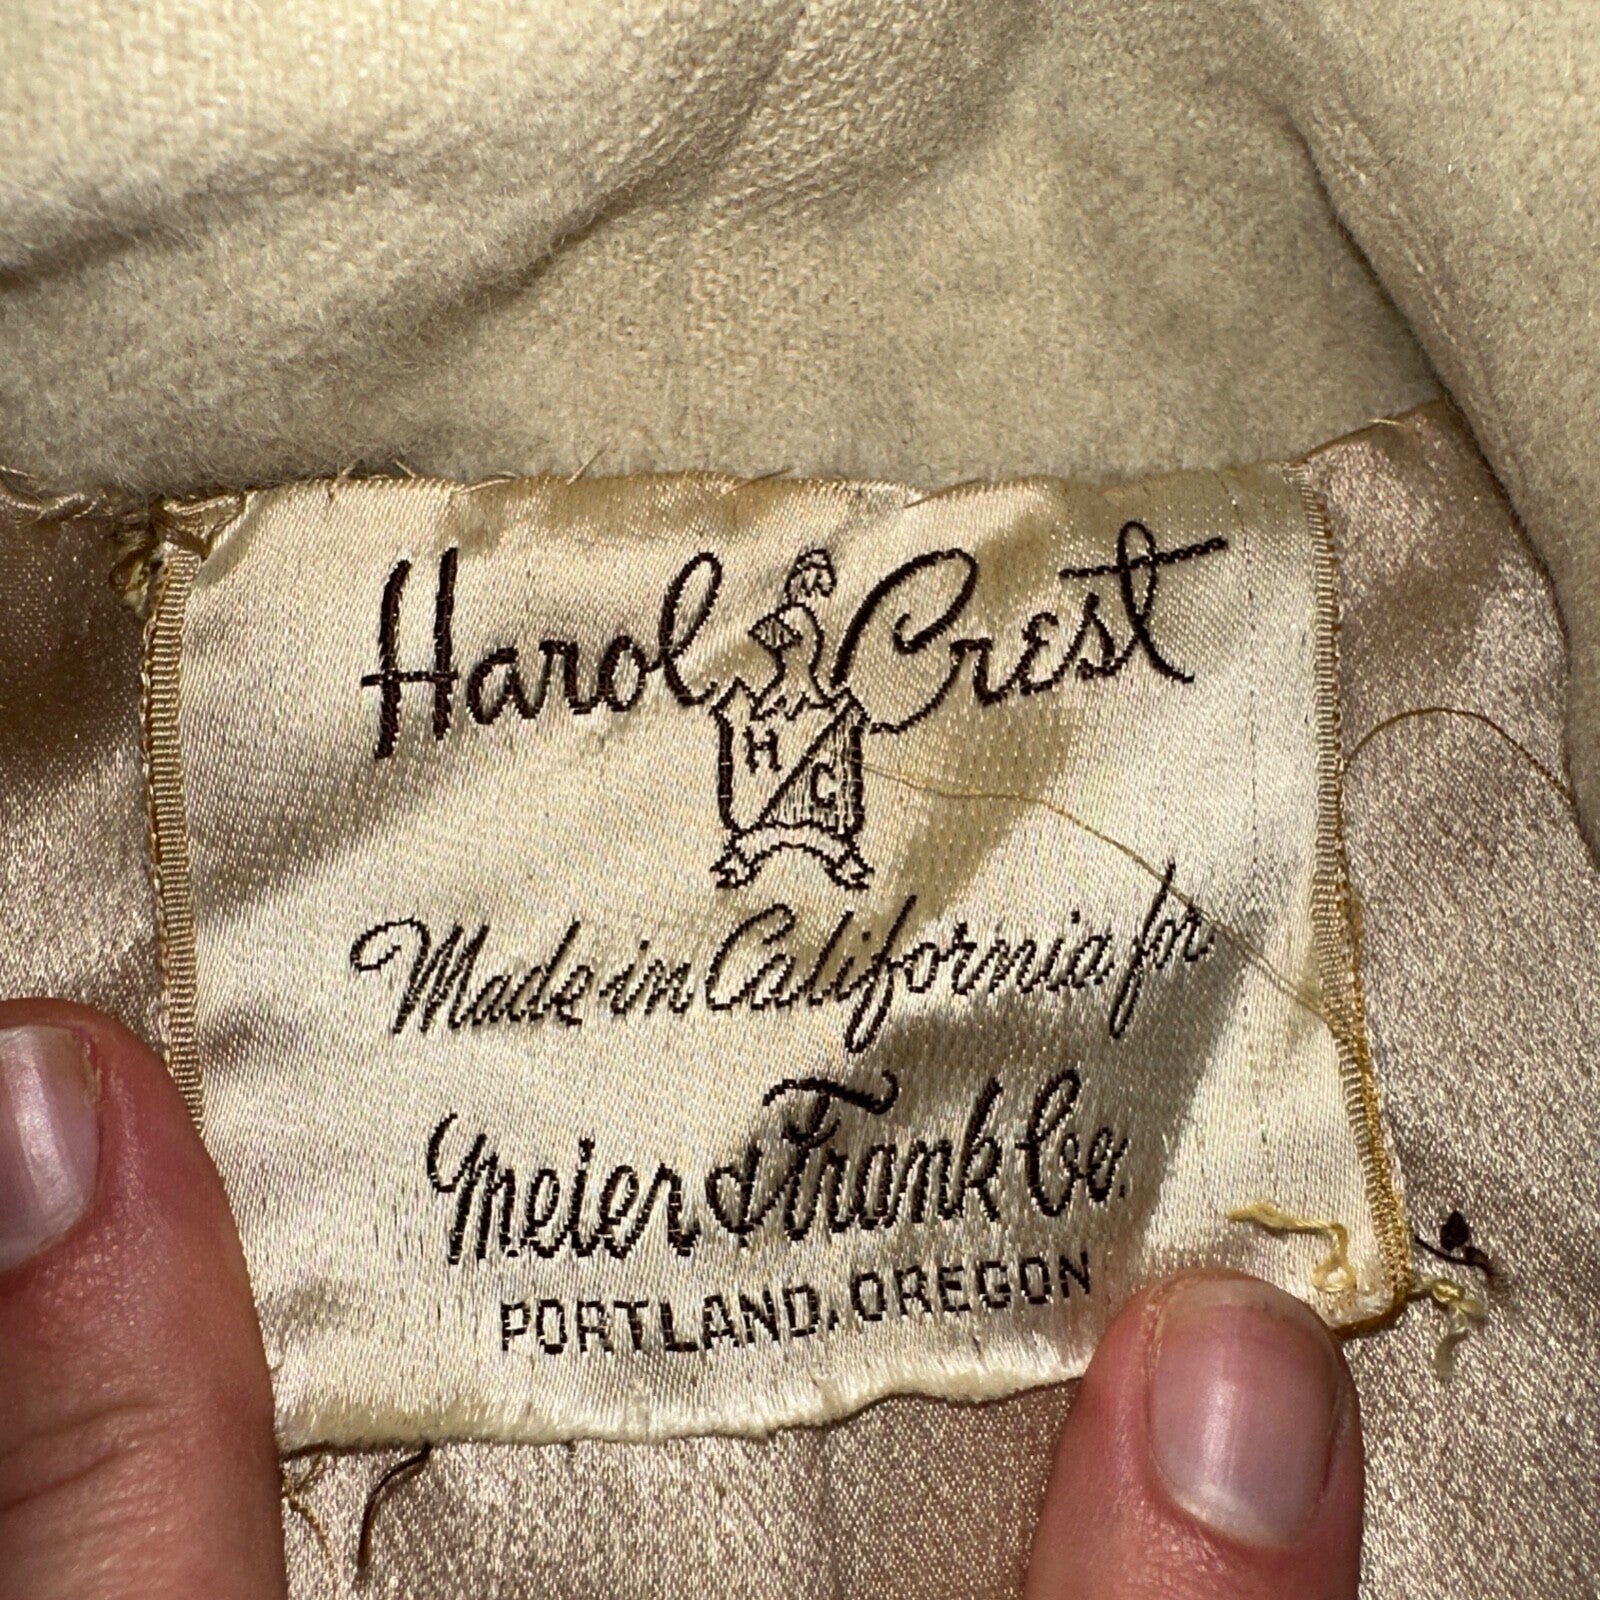 Harol Crest
H C
Made in California for
Meier & Frank Co.
PORTLAND, OREGON